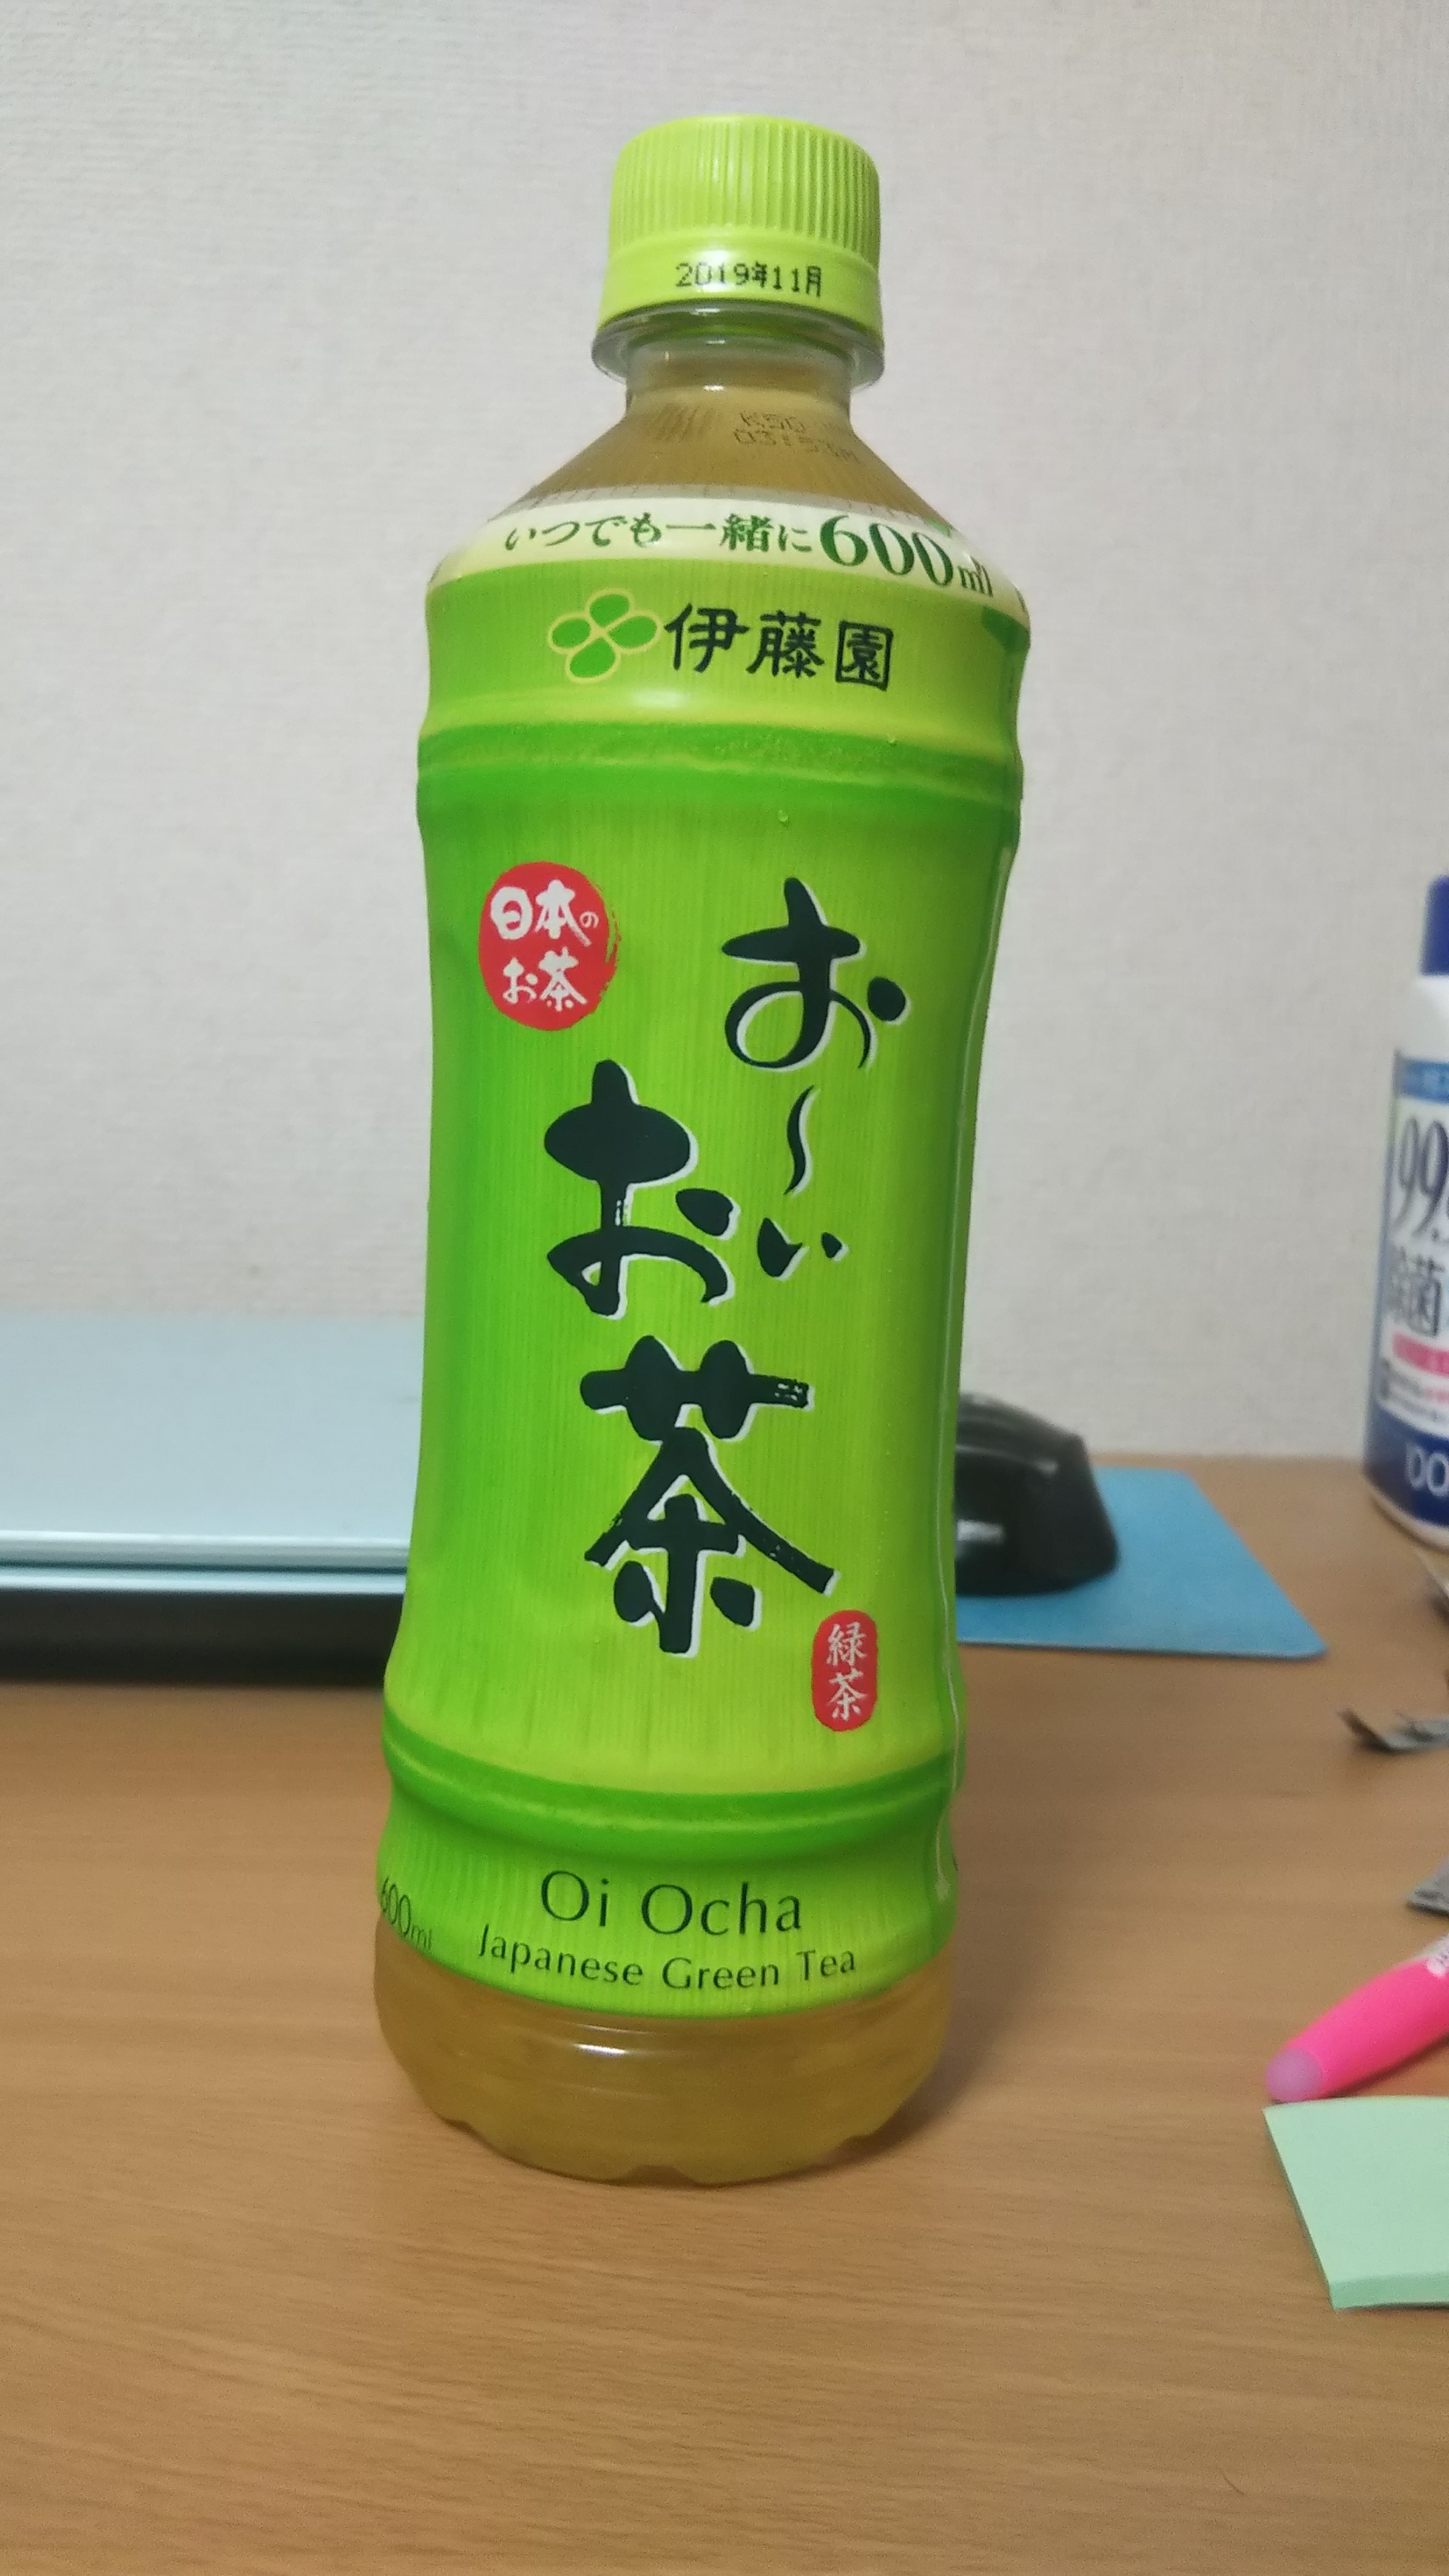 2019年11月
いつでも一緒に600ml
伊藤園
日本の
お茶
お〜い
お茶
緑茶
600ml
Oi Ocha
Japanese Green Tea
99.
除菌